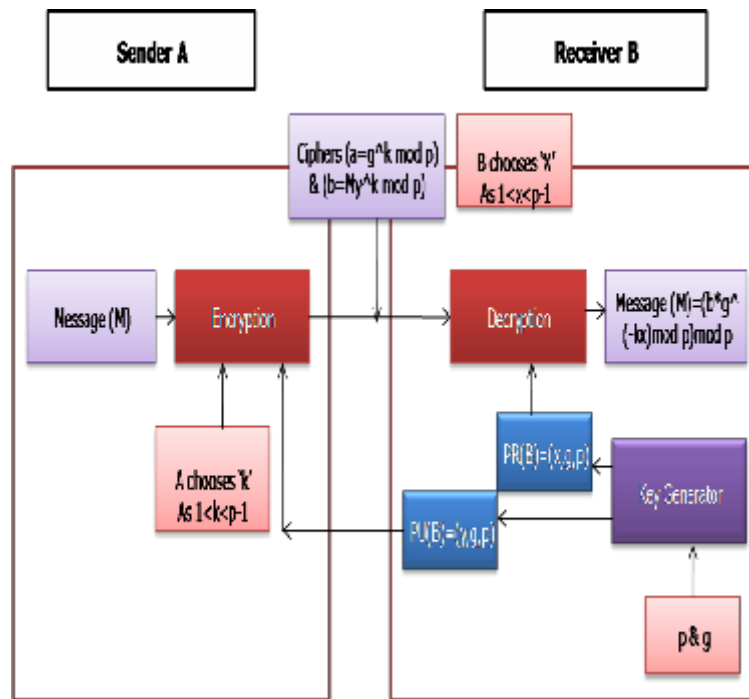 Sender A
Receiver B
Ciphers (a=g^k mod p)
& (b=My^k mod p)
B chooses 'X'
As 1<x<p-1
Message (M)
Encryption
Decryption
Message (M)=(b*g^
(-kx)mod p)mod p
A chooses 'k'
As 1<k<p-1
PR(B)=(x,g,p)
Key Generator
PU(B)=(y,g,p)
p & g